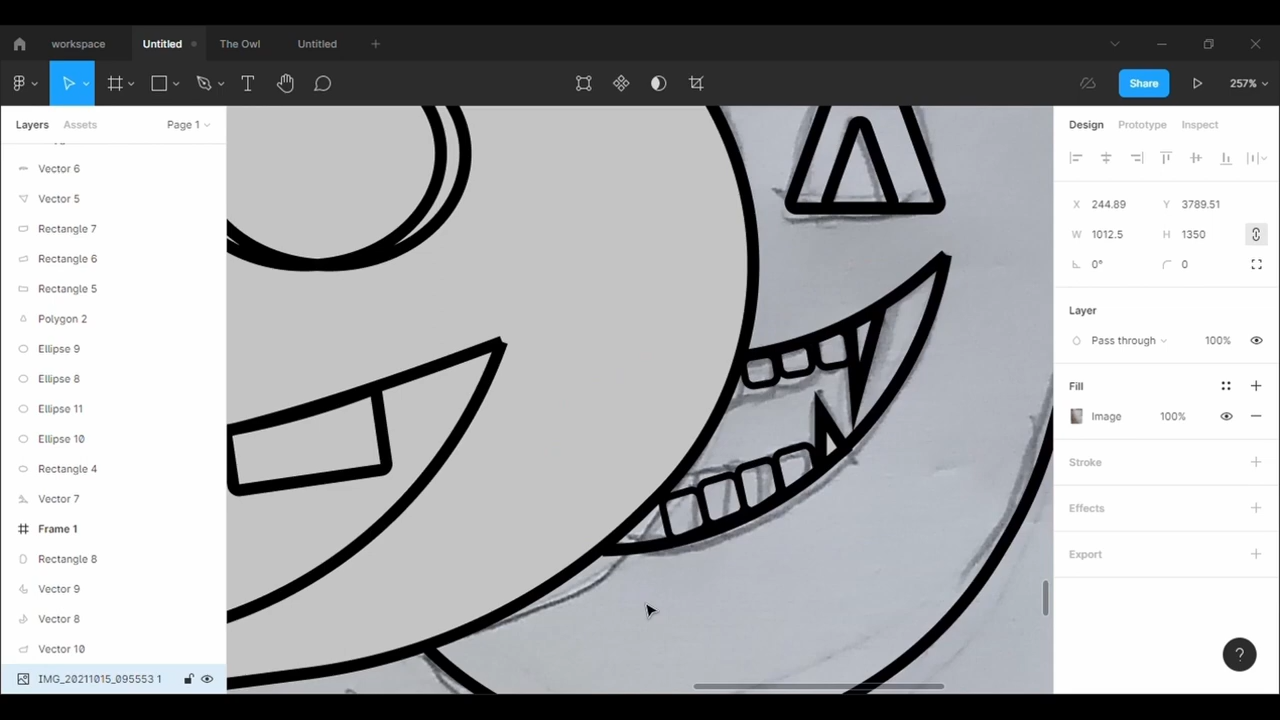 workspace Untitled The Owl Untitled
Share 257%
Layers Assets Page 1
Design Prototype Inspect
Vector 6
Vector 5
Rectangle 7
Rectangle 6
Rectangle 5
Polygon 2
Ellipse 9
Ellipse 8
Ellipse 11
Ellipse 10
Rectangle 4
Vector 7
Frame 1
Rectangle 8
Vector 9
Vector 8
Vector 10
IMG_20211015_095553 1
X 244.89 Y 3789.51
W 1012.5 H 1350
0° 0
Layer
Pass through 100%
Fill
Image 100%
Stroke
Effects
Export
?